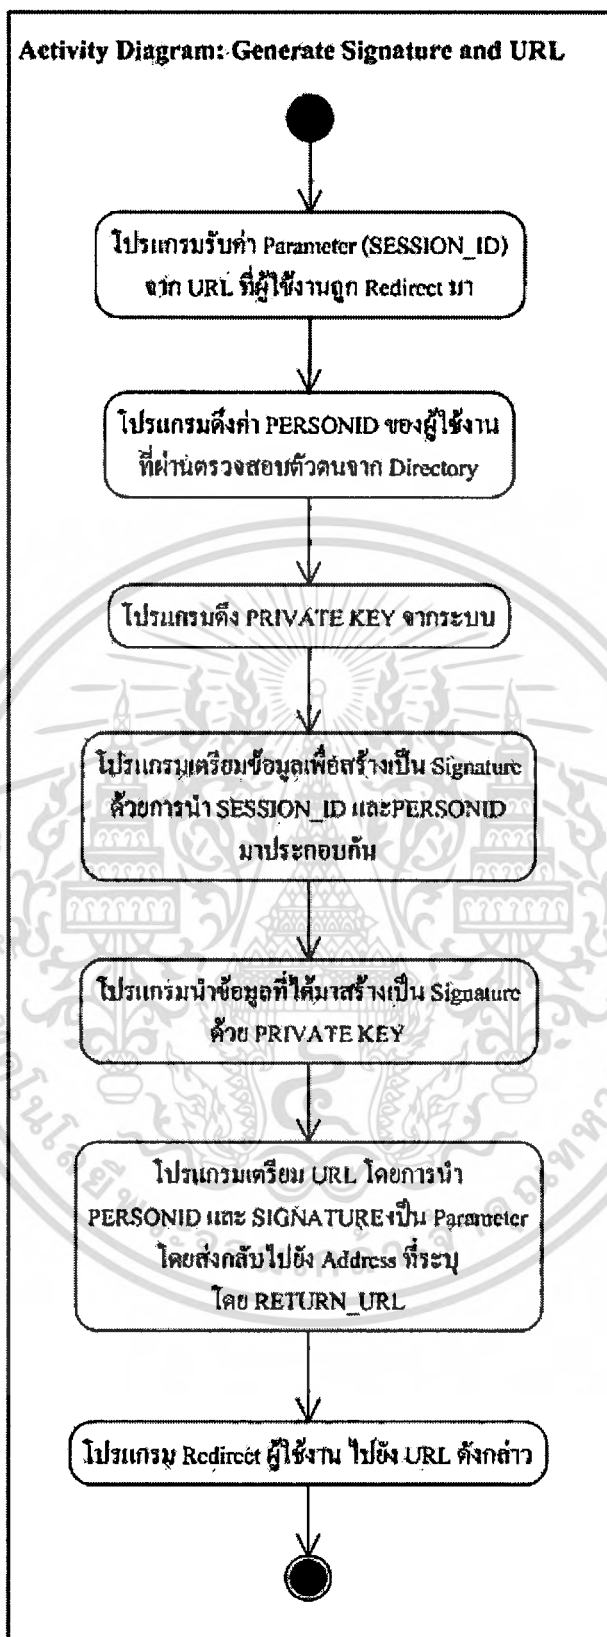 Activity Diagram: Generate Signature and URL
โปรแกรมรับค่า Parameter (SESSION_ID)
จาก URL ที่ผู้ใช้งานถูก Redirect มา
โปรแกรมดึงค่า PERSONID ของผู้ใช้งาน
ที่ผ่านตรวจสอบตัวตนจาก Directory
โปรแกรมดึง PRIVATE KEY จากระบบ
โปรแกรมเตรียมข้อมูลเพื่อสร้างเป็น Signature
ด้วยการนำ SESSION_ID และPERSONID
มาประกอบกัน
โปรแกรมนำข้อมูลที่ได้มาสร้างเป็น Signature
ด้วย PRIVATE KEY
โปรแกรมเตรียม URL โดยการนำ
PERSONID และ SIGNATUREเป็น Parameter
โดยส่งกลับไปยัง Address ที่ระบุ
โดย RETURN_URL
โปรแกรม Redirect ผู้ใช้งาน ไปยัง URL ดังกล่าว